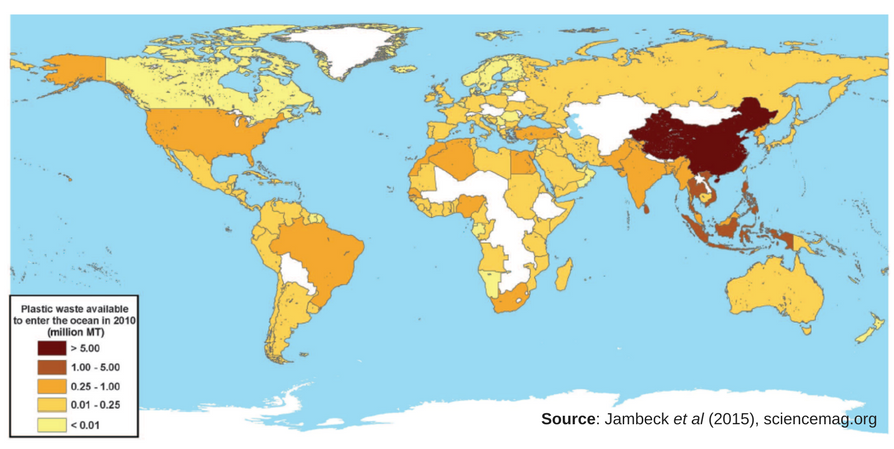 Plastic waste available
to enter the ocean in 2010
(million MT)
> 5.00
1.00 - 5.00
0.25 - 1.00
0.01 - 0.25
< 0.01
Source: Jambeck et al (2015), sciencemag.org